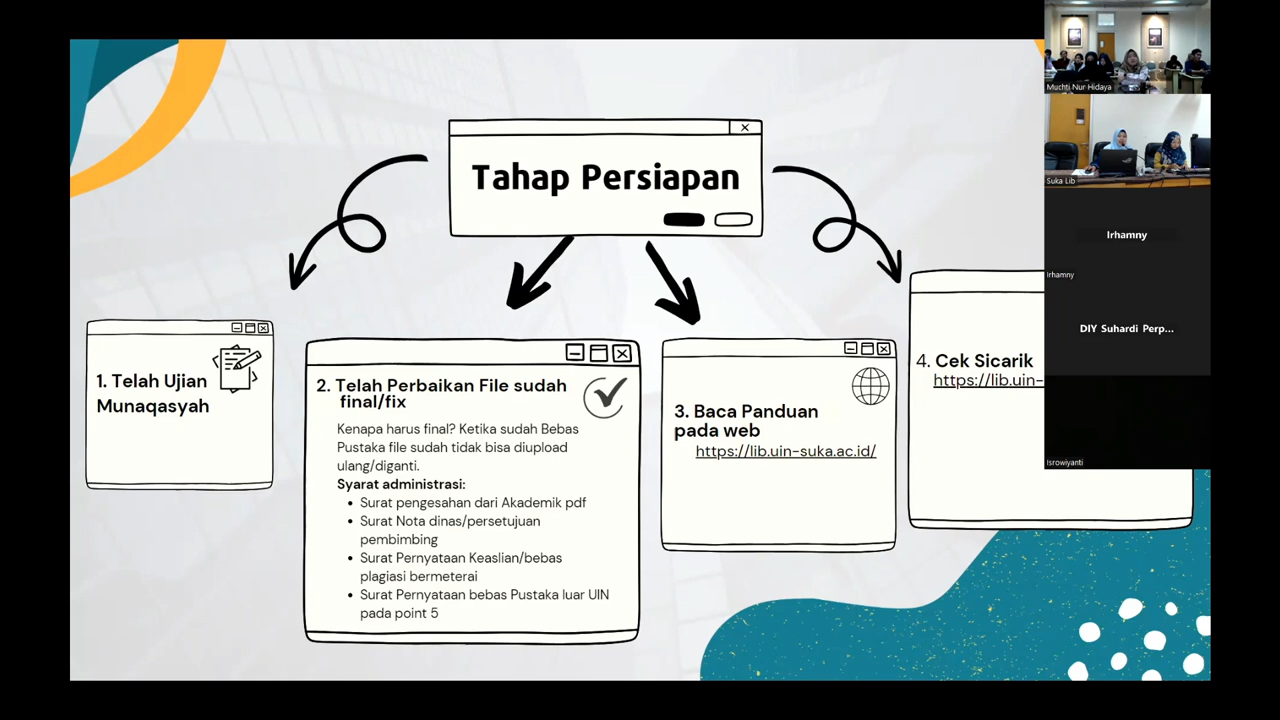 Tahap Persiapan
1. Telah Ujian
Munaqasyah
2. Telah Perbaikan File sudah
final/fix
Kenapa harus final? Ketika sudah Bebas
Pustaka file sudah tidak bisa diupload
ulang/diganti.
Syarat administrasi:
• Surat pengesahan dari Akademik pdf
• Surat Nota dinas/persetujuan
pembimbing
• Surat Pernyataan Keaslian/bebas
plagiasi bermeterai
• Surat Pernyataan bebas Pustaka luar UIN
pada point 5
3. Baca Panduan
pada web
https://lib.uin-suka.ac.id/
4. Cek Sicarik
https://lib.uin-
Muchti Nur Hidaya
Suka Lib
Irhamny
Irhamny
DIY Suhardi Perp...
Isrowiyanti